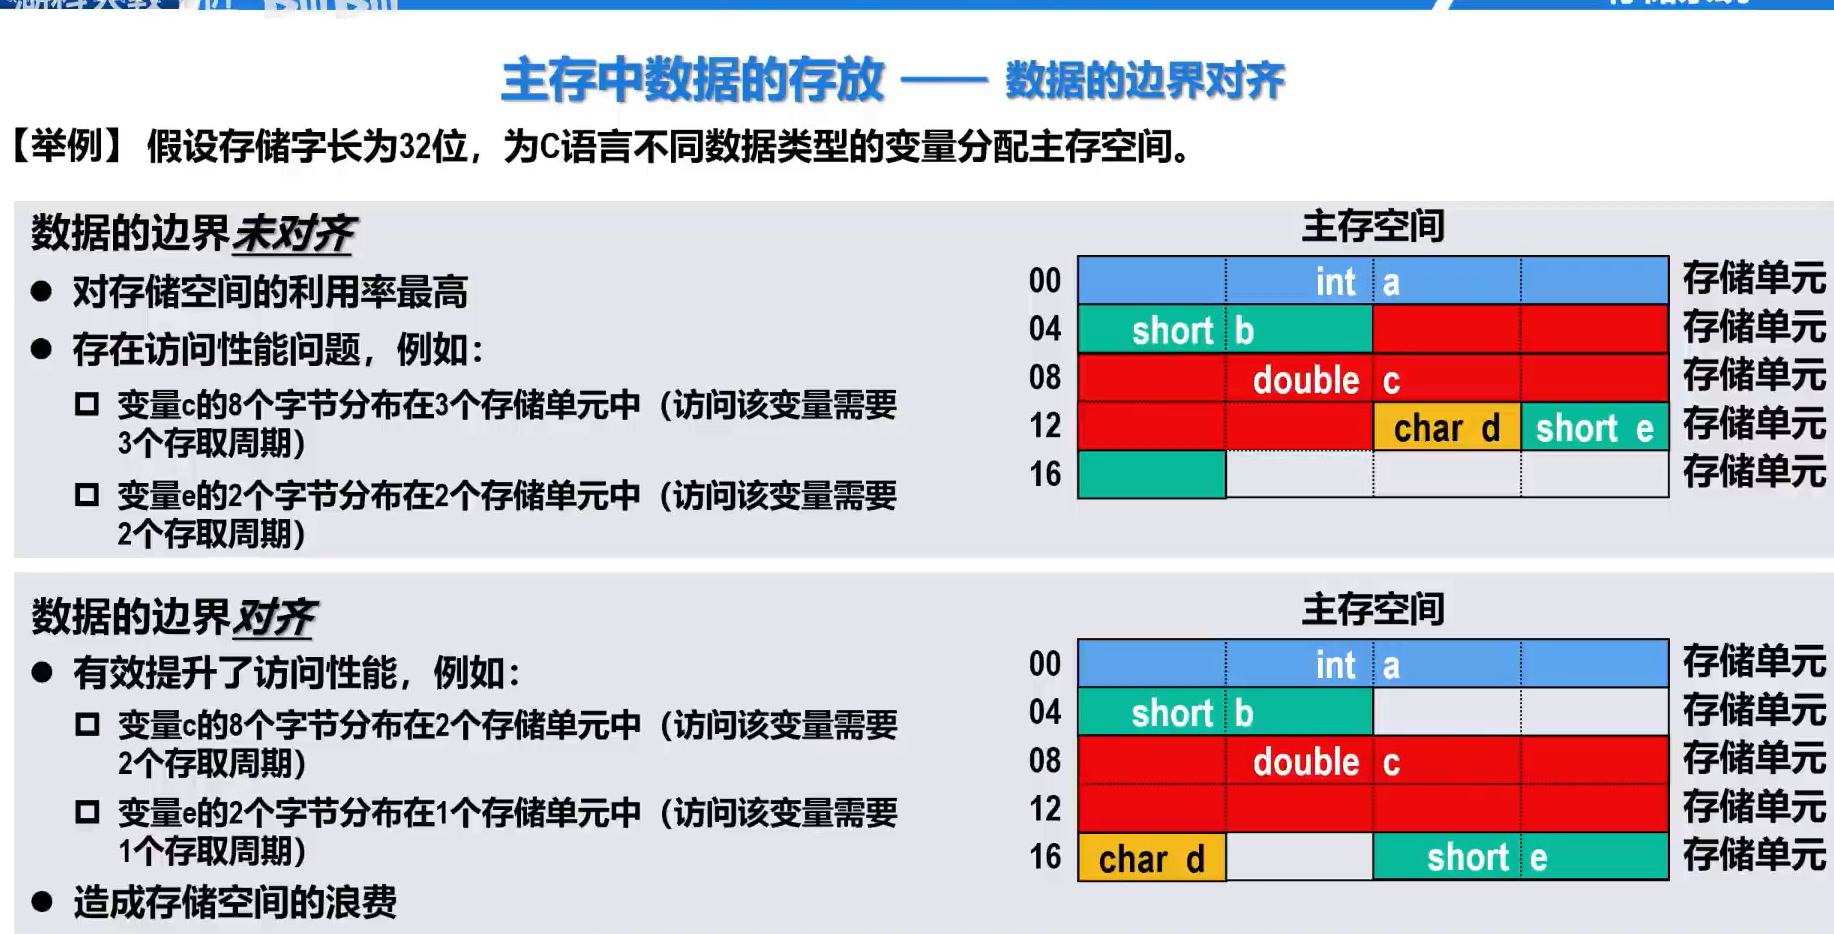 主存中数据的存放 —— 数据的边界对齐
【举例】 假设存储字长为32位，为C语言不同数据类型的变量分配主存空间。
数据的边界未对齐
● 对存储空间的利用率最高
● 存在访问性能问题，例如：
变量c的8个字节分布在3个存储单元中（访问该变量需要
3个存取周期）
变量e的2个字节分布在2个存储单元中（访问该变量需要
2个存取周期）
主存空间
00 int a 存储单元
04 short b 存储单元
08 double c 存储单元
12 char d short e 存储单元
16 存储单元
数据的边界对齐
● 有效提升了访问性能，例如：
变量c的8个字节分布在2个存储单元中（访问该变量需要
2个存取周期）
变量e的2个字节分布在1个存储单元中（访问该变量需要
1个存取周期）
● 造成存储空间的浪费
主存空间
00 int a 存储单元
04 short b 存储单元
08 double c 存储单元
12 存储单元
16 char d short e 存储单元